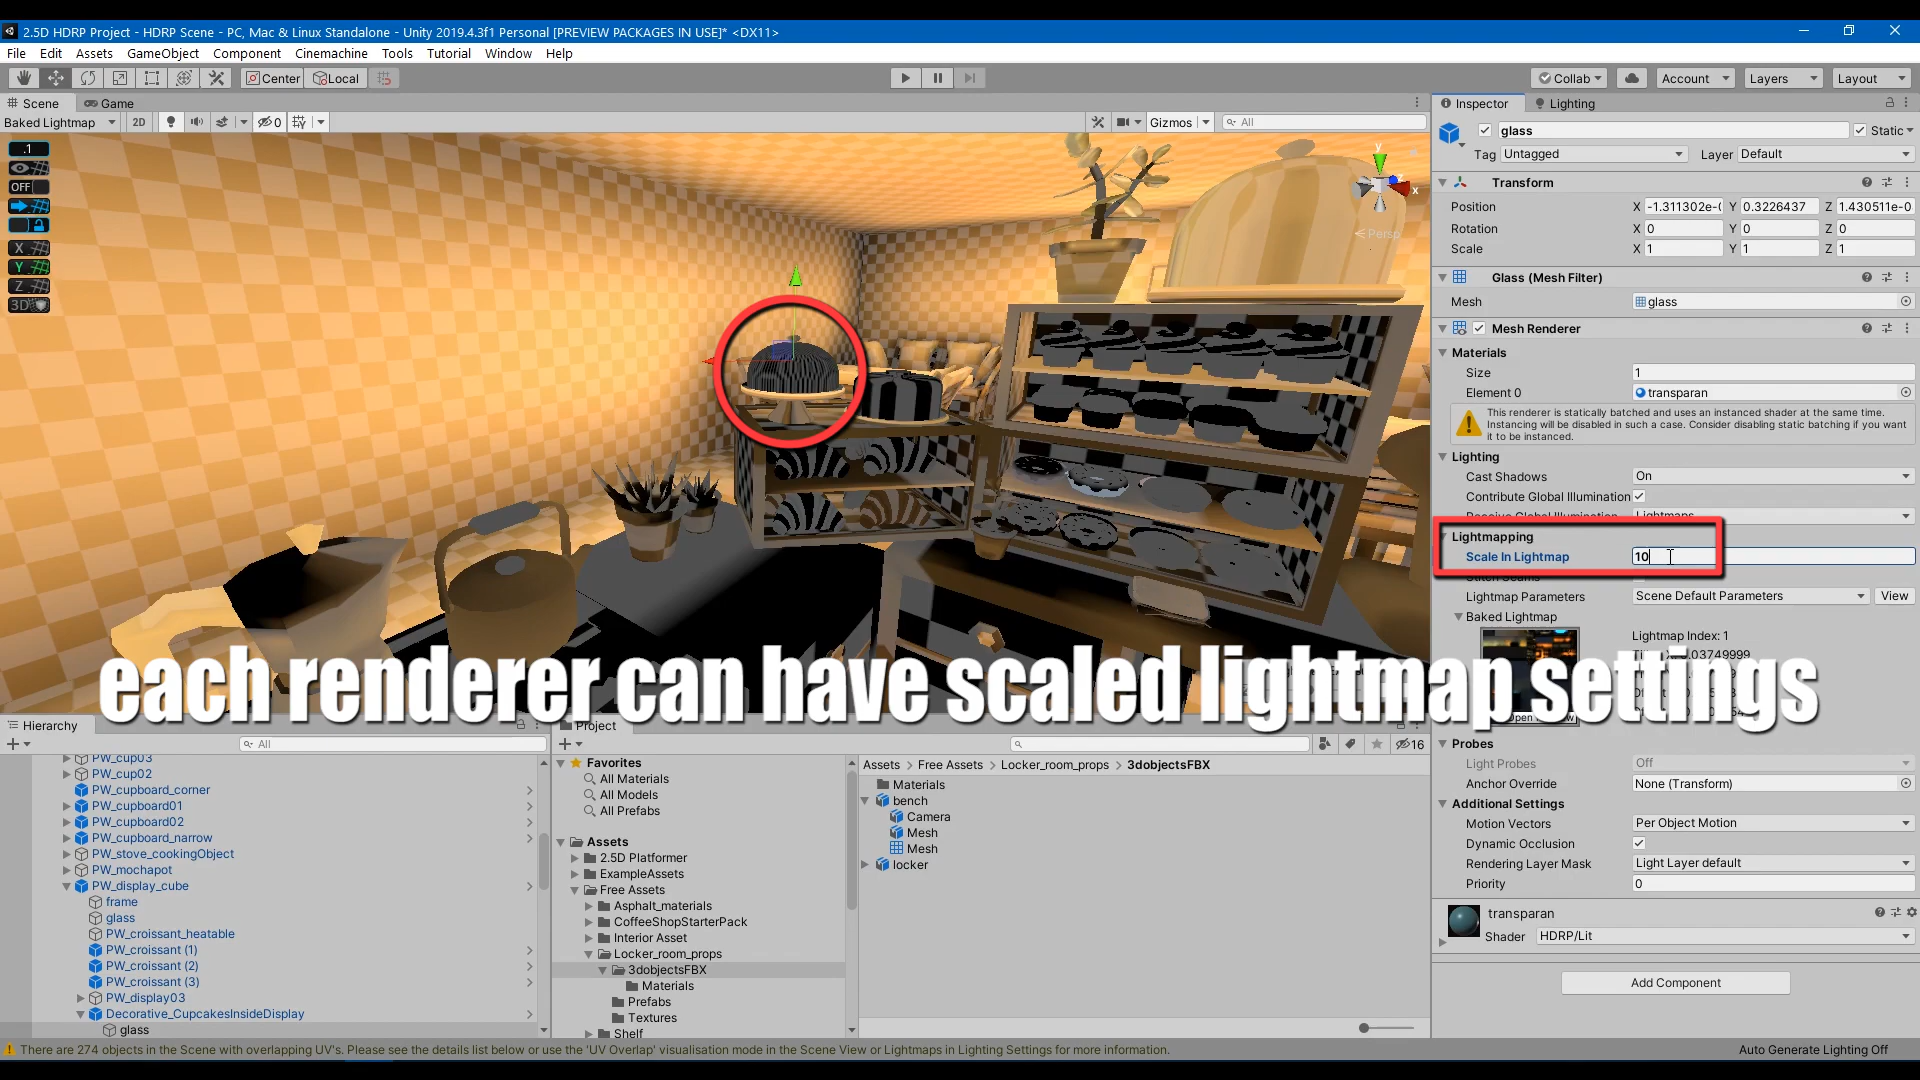 2.5D HDRP Project - HDRP Scene - PC, Mac & Linux Standalone - Unity 2019.4.3f1 Personal [PREVIEW PACKAGES IN USE]* <DX11>
File Edit Assets GameObject Component Cinemachine Tools Tutorial Window Help
Center Local Collab Account Layers Layout
Scene Game
Baked Lightmap 2D 0 Gizmos All
.1
OFF
X
Y
Z
3D
y
x
Persp
each renderer can have scaled lightmap settings
Inspector Lighting
glass Static
Tag Untagged Layer Default
Transform
Position X -1.311302e-( Y 0.3226437 Z 1.430511e-0
Rotation X 0 Y 0 Z 0
Scale X 1 Y 1 Z 1
Glass (Mesh Filter)
Mesh glass
Mesh Renderer
Materials
Size 1
Element 0 transparan
This renderer is statically batched and uses an instanced shader at the same time.
Instancing will be disabled in such a case. Consider disabling static batching if you want
it to be instanced.
Lighting
Cast Shadows On
Contribute Global Illumination
Receive Global Illumination Lightmaps
Lightmapping
Scale In Lightmap 10
Stitch Seams
Lightmap Parameters Scene Default Parameters View
Baked Lightmap
Lightmap Index: 1
Probes
Light Probes Off
Anchor Override None (Transform)
Additional Settings
Motion Vectors Per Object Motion
Dynamic Occlusion
Rendering Layer Mask Light Layer default
Priority 0
transparan
Shader HDRP/Lit
Add Component
Hierarchy
All
PW_cup03
PW_cup02
PW_cupboard_corner
PW_cupboard01
PW_cupboard02
PW_cupboard_narrow
PW_stove_cookingObject
PW_mochapot
PW_display_cube
frame
glass
PW_croissant_heatable
PW_croissant (1)
PW_croissant (2)
PW_croissant (3)
PW_display03
Decorative_CupcakesInsideDisplay
glass
Project
16
Favorites
All Materials
All Models
All Prefabs
Assets
2.5D Platformer
ExampleAssets
Free Assets
Asphalt_materials
CoffeeShopStarterPack
Interior Asset
Locker_room_props
3dobjectsFBX
Materials
Prefabs
Textures
Shelf
Assets > Free Assets > Locker_room_props > 3dobjectsFBX
Materials
bench
Camera
Mesh
Mesh
locker
There are 274 objects in the Scene with overlapping UV's. Please see the details list below or use the 'UV Overlap' visualisation mode in the Scene View or Lightmaps in Lighting Settings for more information.
Auto Generate Lighting Off